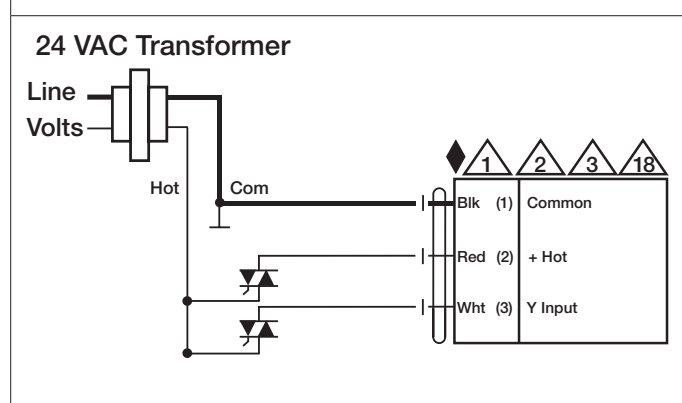 24 VAC Transformer
Line
Volts
Hot
Com
1
2
3
18
Blk (1) Common
Red (2) + Hot
Wht (3) Y Input